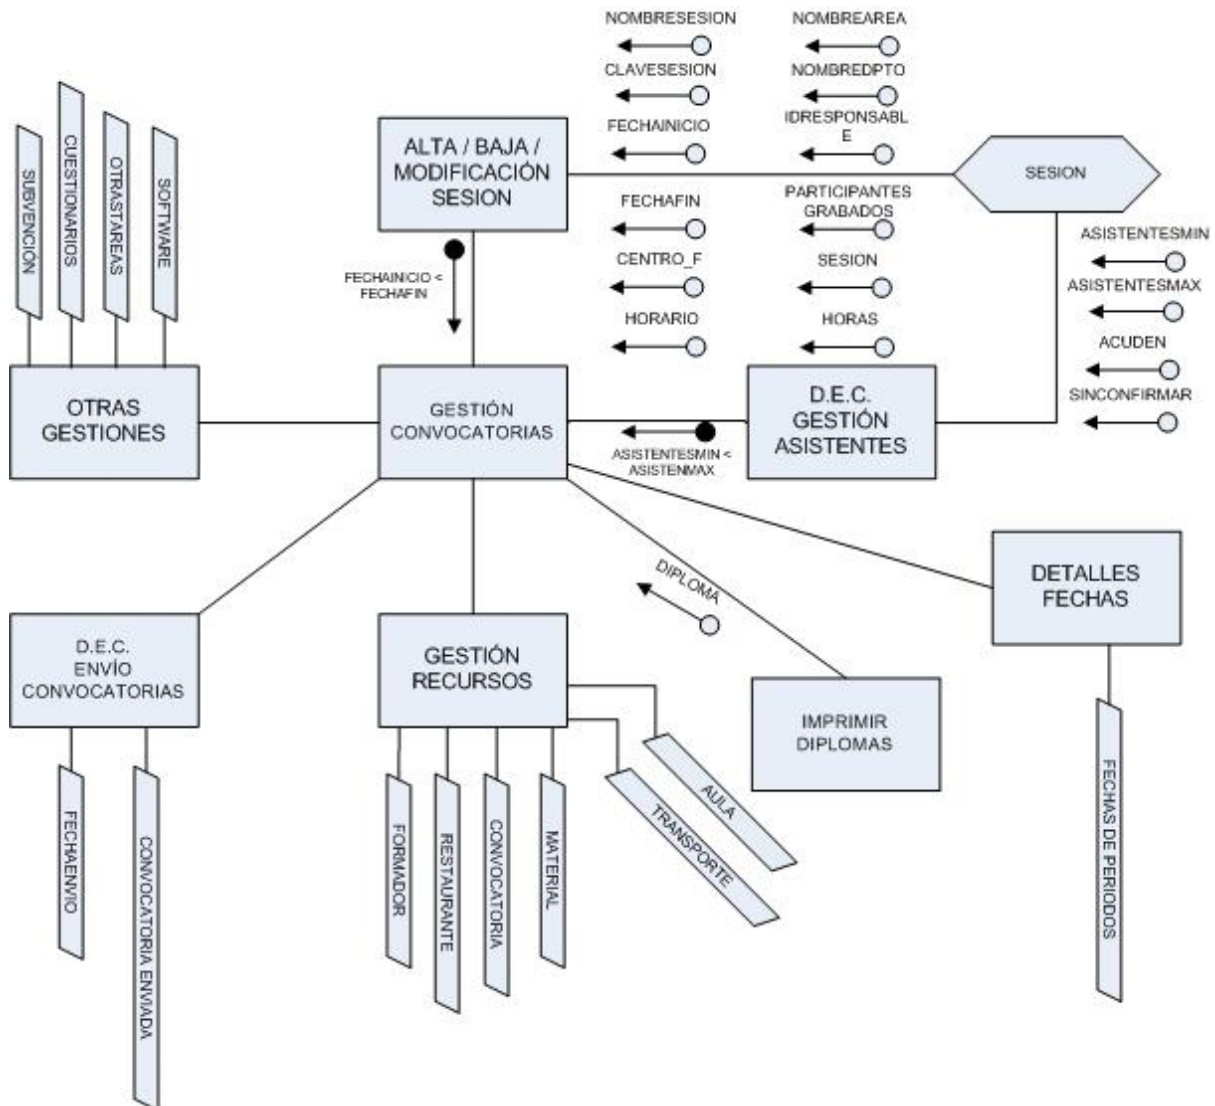 NOMBRESESION
NOMBREAREA
CLAVESESION
NOMBREDPTO
FECHAINICIO
IDRESPONSABL
E
ALTA / BAJA /
MODIFICACIÓN
SESION
SESION
SUBVENCIÓN
CUESTIONARIOS
OTRASTAREAS
SOFTWARE
FECHAFIN
PARTICIPANTES
GRABADOS
CENTRO_F
SESION
HORARIO
HORAS
ASISTENTESMIN
ASISTENTESMAX
ACUDEN
SINCONFIRMAR
FECHAINICIO <
FECHAFIN
OTRAS
GESTIONES
GESTIÓN
CONVOCATORIAS
D.E.C.
GESTIÓN
ASISTENTES
ASISTENTESMIN <
ASISTENMAX
DIPLOMA
DETALLES
FECHAS
D.E.C.
ENVÍO
CONVOCATORIAS
GESTIÓN
RECURSOS
IMPRIMIR
DIPLOMAS
FECHAENVIO
CONVOCATORIA ENVIADA
FORMADOR
RESTAURANTE
CONVOCATORIA
MATERIAL
TRANSPORTE
AULA
FECHAS DE PERIODOS